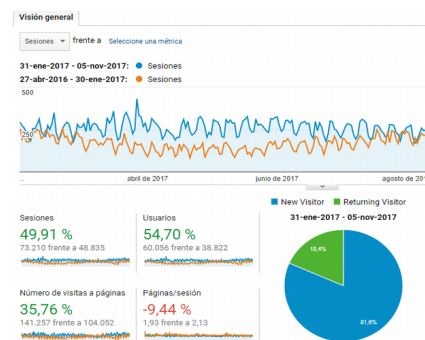 Visión general
Sesiones frente a Seleccione una métrica
31-ene-2017 - 05-nov-2017: Sesiones
27-abr-2016 - 30-ene-2017: Sesiones
500
250
abril de 2017 junio de 2017 agosto de 201
New Visitor Returning Visitor
31-ene-2017 - 05-nov-2017
Sesiones
49,91 %
73.210 frente a 48.835
Usuarios
54,70 %
60.056 frente a 38.822
Número de visitas a páginas
35,76 %
141.257 frente a 104.052
Páginas/sesión
-9,44 %
1,93 frente a 2,13
18,4%
81,6%